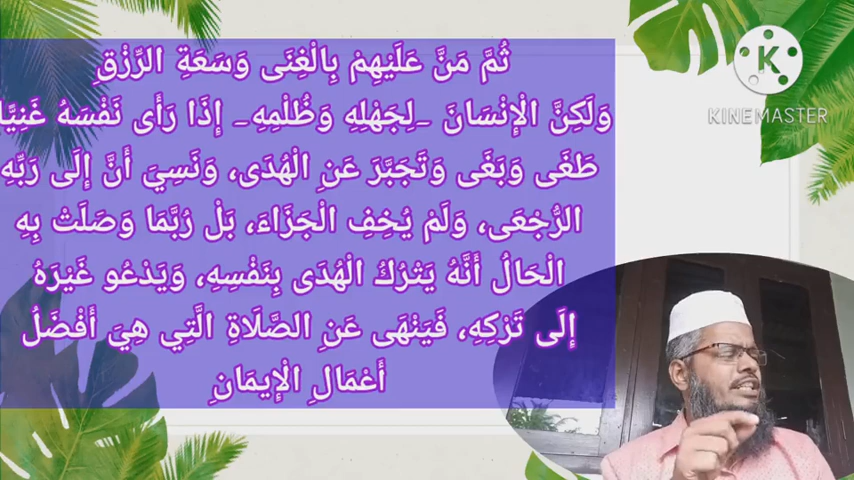 ثُمَّ مَنَّ عَلَيْهِمْ بِالْغِنَى وَسَعَةِ الرِّزْقِ
وَلَكِنَّ الْإِنْسَانَ -لِجَهْلِهِ وَظُلْمِهِ- إِذَا رَأَى نَفْسَهُ غَنِيًّا
طَغَى وَبَغَى وَتَجَبَّرَ عَنِ الْهُدَى، وَنَسِيَ أَنَّ إِلَى رَبِّهِ
الرُّجْعَى، وَلَمْ يُخِفِ الْجَزَاءَ، بَلْ رُبَّمَا وَصَلَتْ بِهِ
الْحَالُ أَنَّهُ يَتْرُكُ الْهُدَى بِنَفْسِهِ، وَيَدْعُو غَيْرَهُ
إِلَى تَرْكِهِ، فَيَنْهَى عَنِ الصَّلَاةِ الَّتِي هِيَ أَفْضَلُ
أَعْمَالِ الْإِيمَانِ
K
KINEMASTER